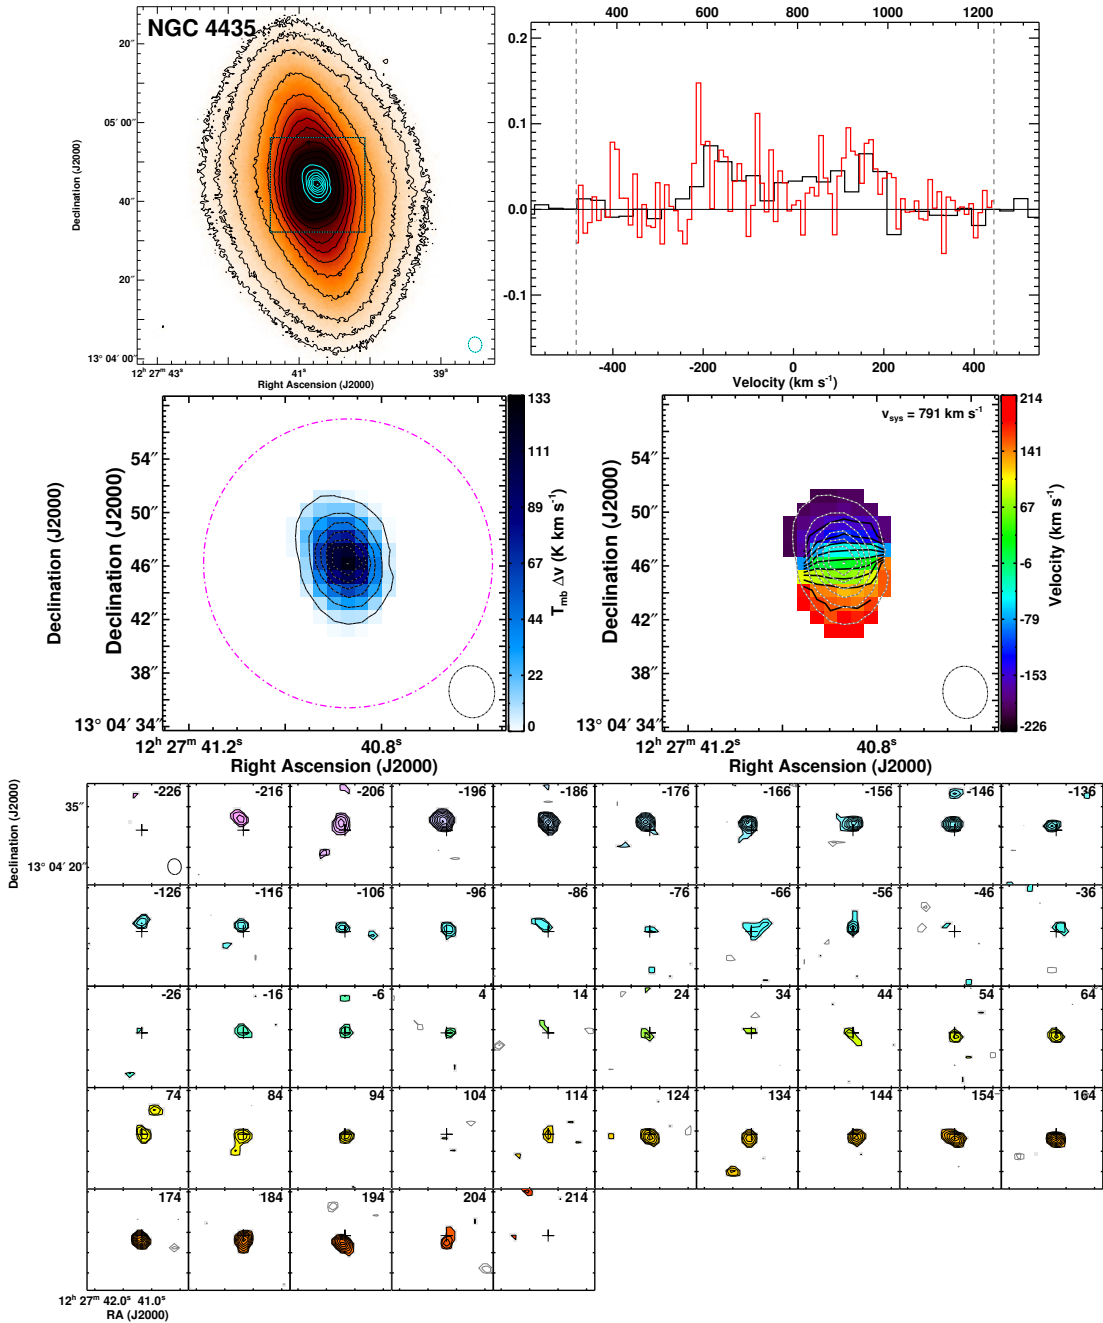 NGC 4435
20″
05′ 00″
40″
20″
13° 04′ 00″
12ʰ 27ᵐ 43ˢ
41ˢ
39ˢ
Declination (J2000)
Right Ascension (J2000)
400 600 800 1000 1200
0.2
0.1
0.0
-0.1
-400 -200 0 200 400
Velocity (km s⁻¹)
Declination (J2000)
Declination (J2000)
54″
50″
46″
42″
38″
13° 04′ 34″
12ʰ 27ᵐ 41.2ˢ
40.8ˢ
Right Ascension (J2000)
133
111
89
67
44
22
0
T_mb Δv (K km s⁻¹)
v_sys = 791 km s⁻¹
Declination (J2000)
54″
50″
46″
42″
38″
13° 04′ 34″
12ʰ 27ᵐ 41.2ˢ
40.8ˢ
Right Ascension (J2000)
214
141
67
-6
-79
-153
-226
Velocity (km s⁻¹)
Declination (J2000)
35″
13° 04′ 20″
-226 -216 -206 -196 -186 -176 -166 -156 -146 -136
-126 -116 -106 -96 -86 -76 -66 -56 -46 -36
-26 -16 -6 4 14 24 34 44 54 64
74 84 94 104 114 124 134 144 154 164
174 184 194 204 214
12ʰ 27ᵐ 42.0ˢ 41.0ˢ
RA (J2000)